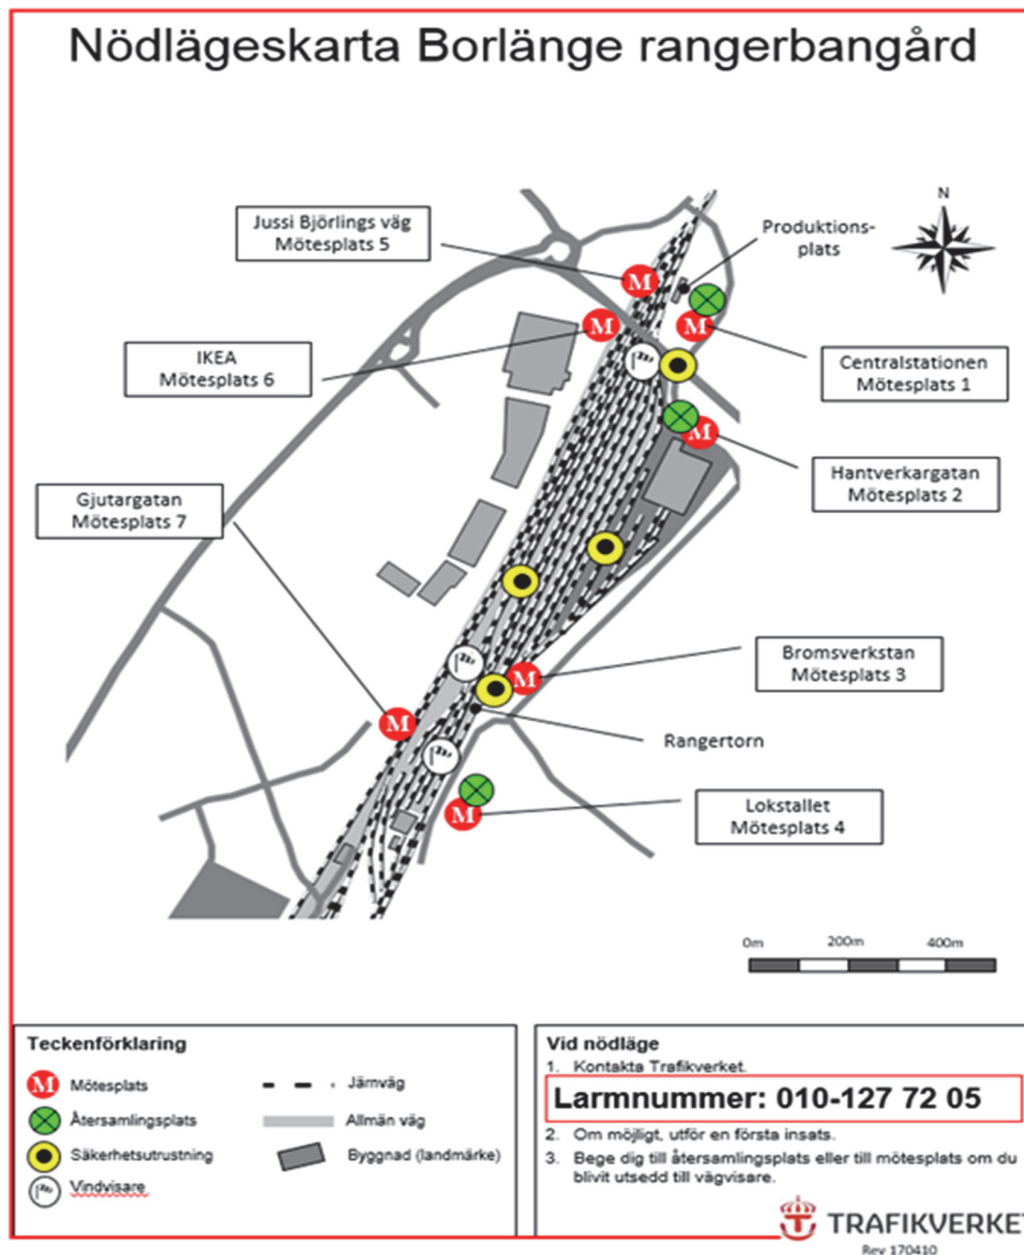 Nödlägeskarta Borlänge rangerbangård
N
Jussi Björlings väg
Mötesplats 5
Produktions-
plats
M
M
M
IKEA
Mötesplats 6
Centralstationen
Mötesplats 1
M
Hantverkargatan
Mötesplats 2
Gjutargatan
Mötesplats 7
Bromsverkstan
Mötesplats 3
M
M
Rangertorn
M
Lokstallet
Mötesplats 4
0m 200m 400m
Teckenförklaring
M Mötesplats
Återsamlingsplats
Säkerhetsutrustning
Vindvisare
Järnväg
Allmän väg
Byggnad (landmärke)
Vid nödläge
1. Kontakta Trafikverket.
Larmnummer: 010-127 72 05
2. Om möjligt, utför en första insats.
3. Bege dig till återsamlingsplats eller till mötesplats om du
blivit utsedd till vägvisare.
TRAFIKVERKET
Rev 170410